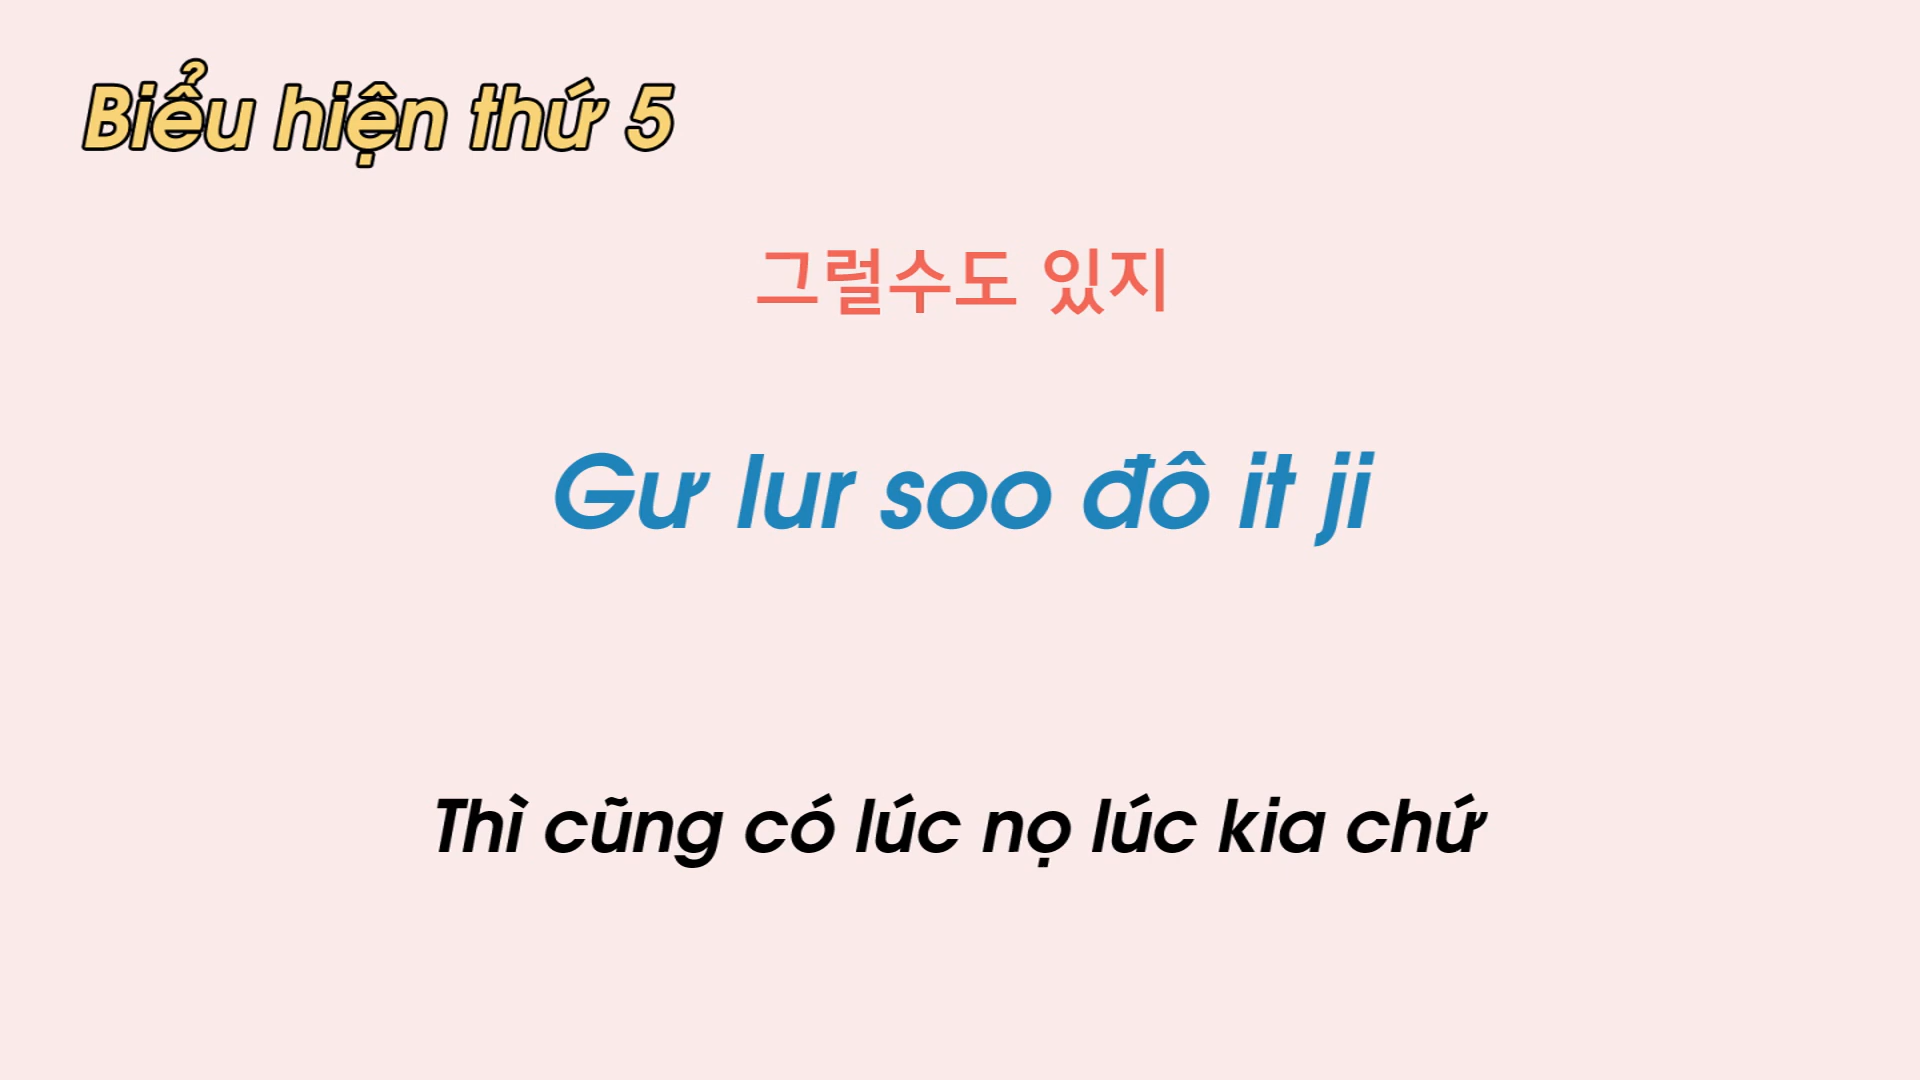 Biểu hiện thứ 5
그럴수도 있지
Gư lur soo đô it ji
Thì cũng có lúc nọ lúc kia chứ